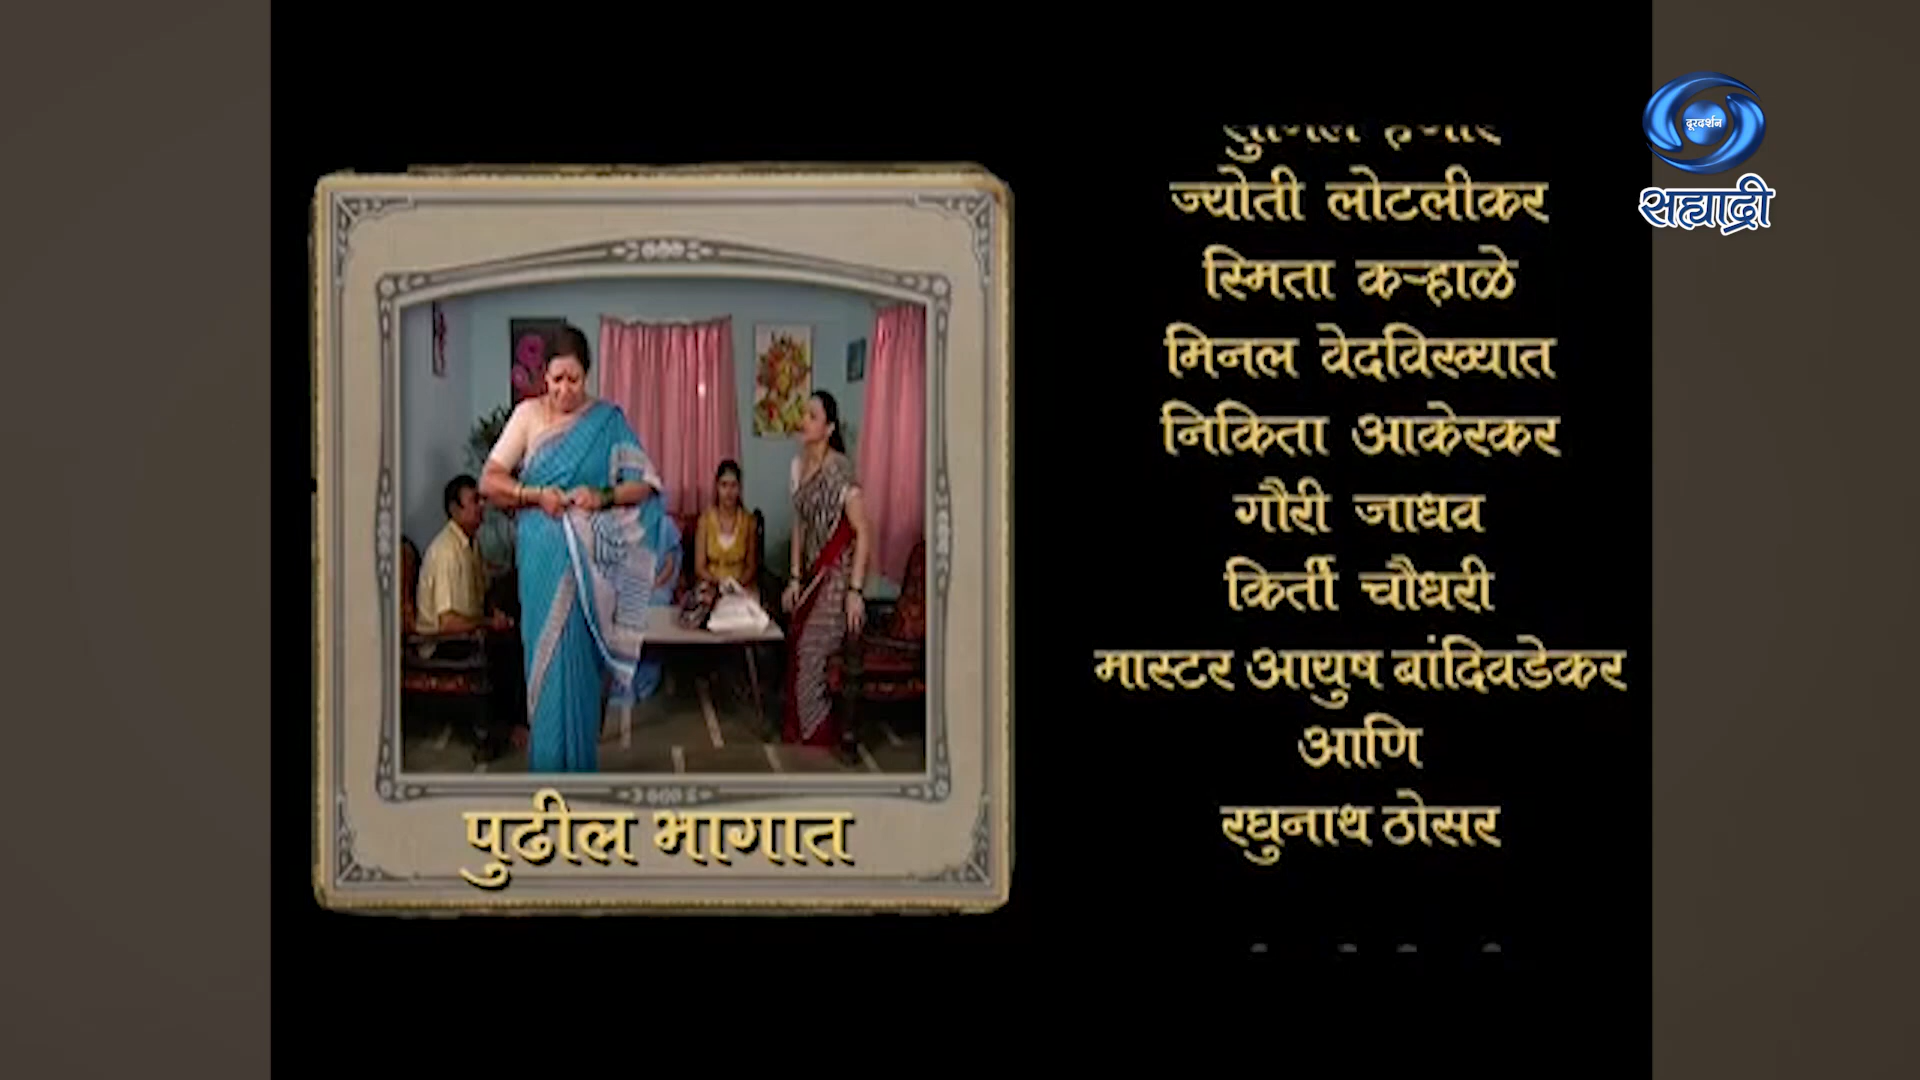 ज्योती लोटलीकर
स्मिता कऱ्हाळे
मिनल वेदविख्यात
निकिता आकेरकर
गौरी जाधव
किर्ती चौधरी
मास्टर आयुष बांदिवडेकर
आणि
रघुनाथ ठोसर
पुढील भागात
दूरदर्शन
सह्याद्री